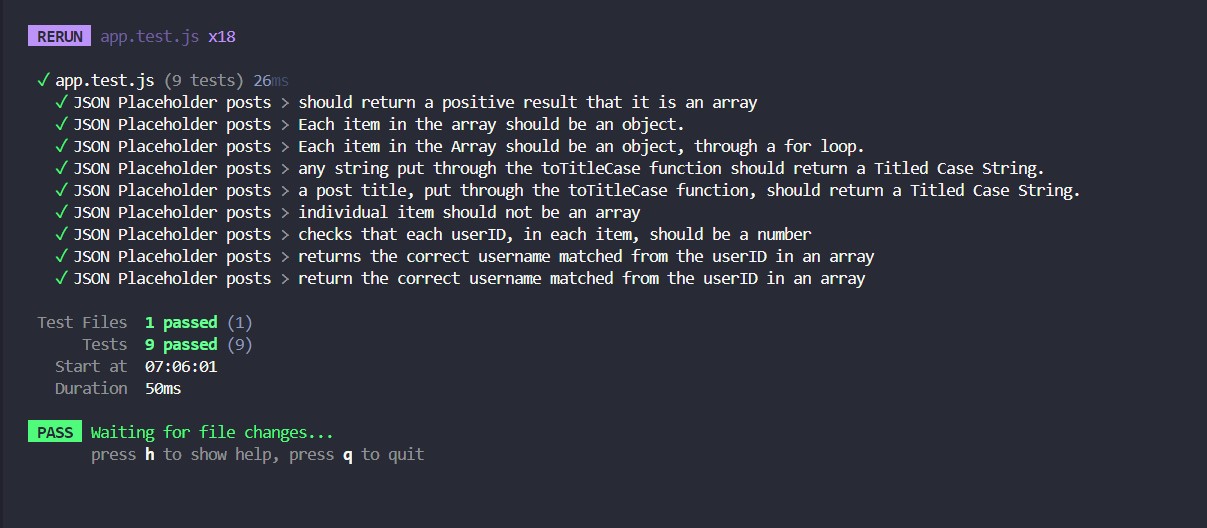 RERUN app.test.js x18
✓ app.test.js (9 tests) 26ms
✓ JSON Placeholder posts > should return a positive result that it is an array
✓ JSON Placeholder posts > Each item in the array should be an object.
✓ JSON Placeholder posts > Each item in the Array should be an object, through a for loop.
✓ JSON Placeholder posts > any string put through the toTitleCase function should return a Titled Case String.
✓ JSON Placeholder posts > a post title, put through the toTitleCase function, should return a Titled Case String.
✓ JSON Placeholder posts > individual item should not be an array
✓ JSON Placeholder posts > checks that each userID, in each item, should be a number
✓ JSON Placeholder posts > returns the correct username matched from the userID in an array
✓ JSON Placeholder posts > return the correct username matched from the userID in an array
Test Files 1 passed (1)
Tests 9 passed (9)
Start at 07:06:01
Duration 50ms
PASS Waiting for file changes...
press h to show help, press q to quit